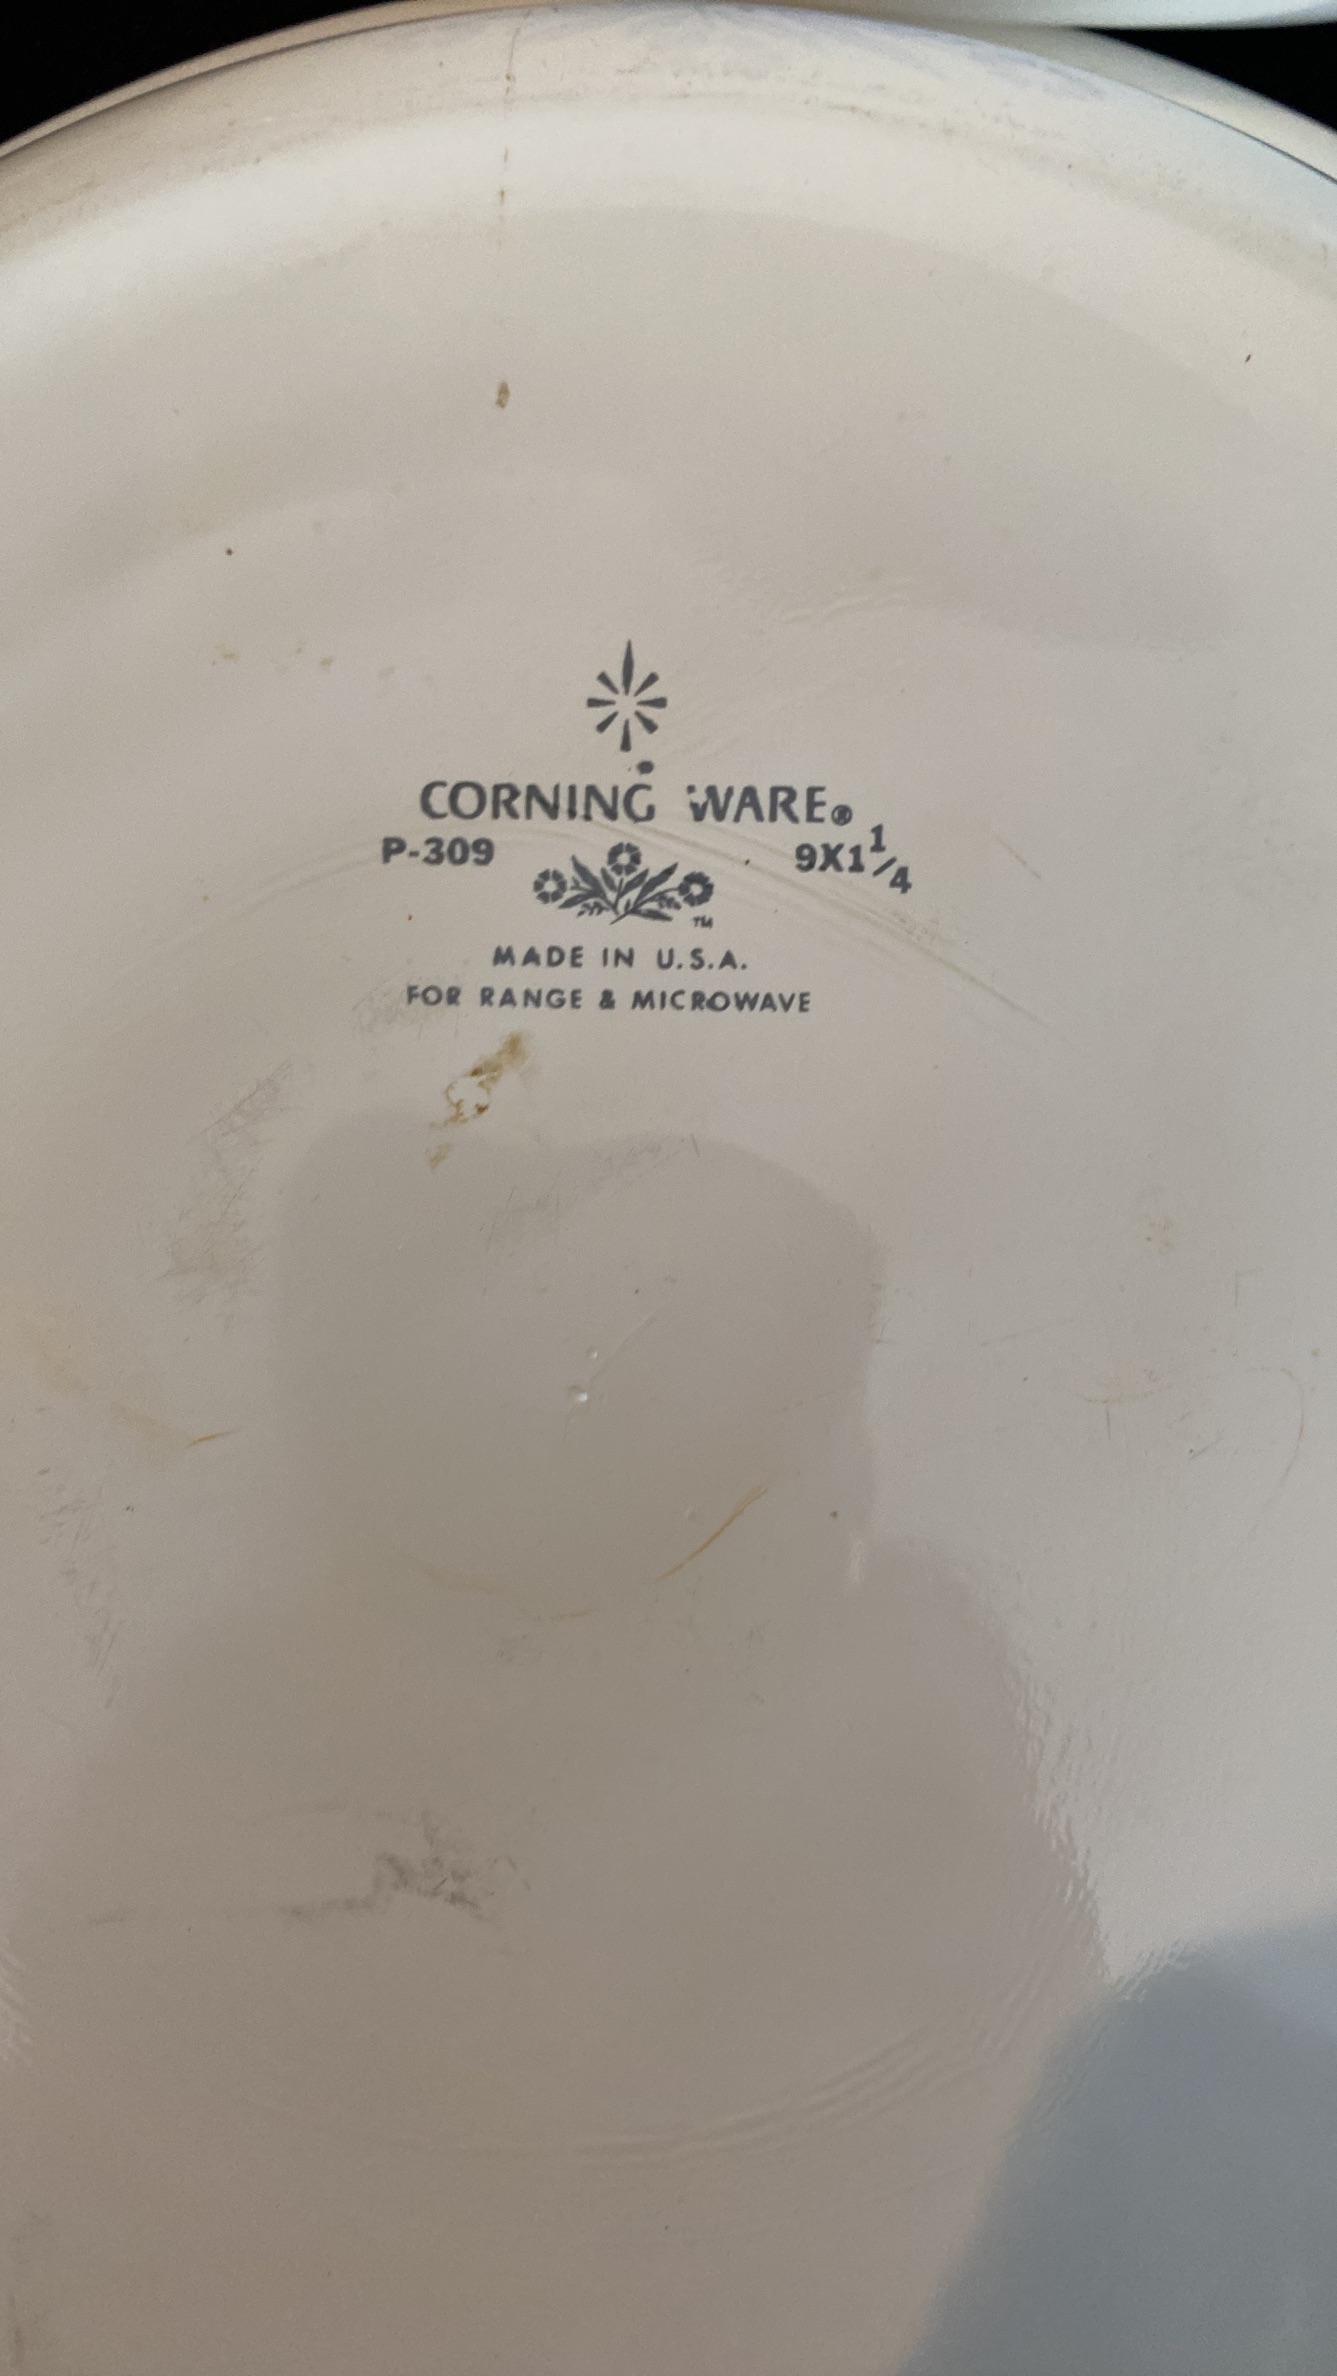 CORNING WARE®
P-309 9X1 1/4
TM
MADE IN U.S.A.
FOR RANGE & MICROWAVE